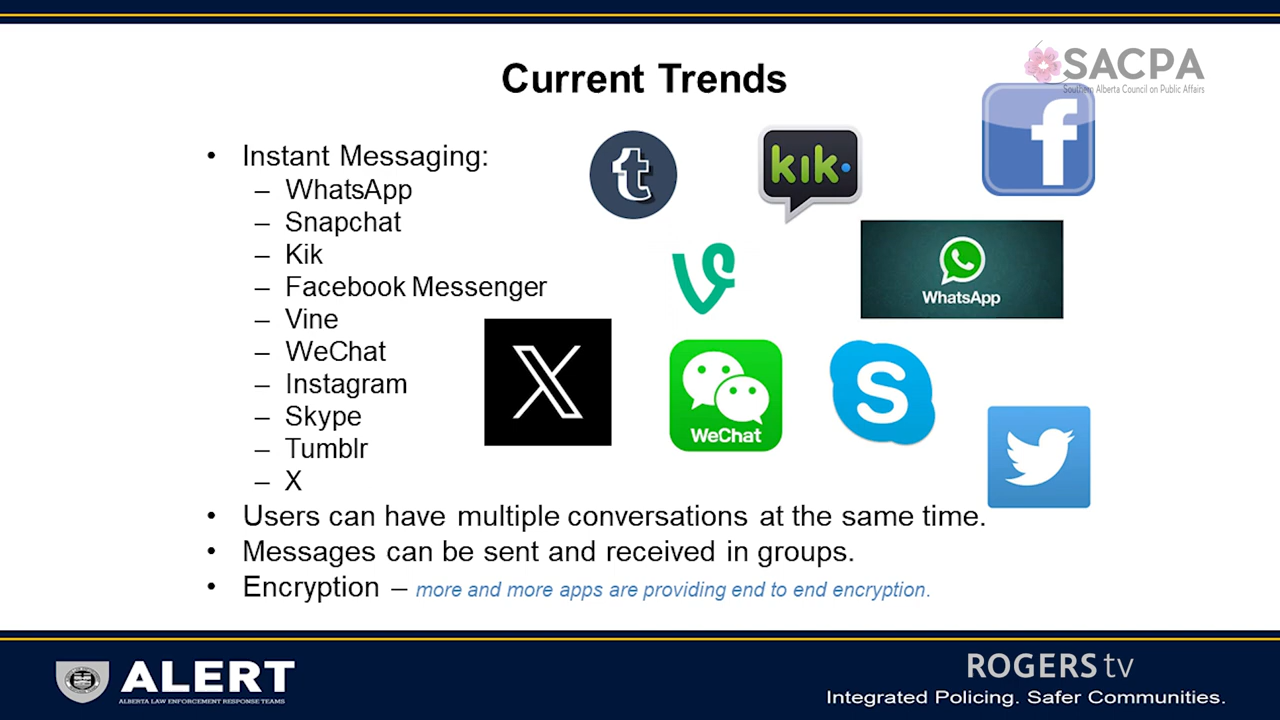 SACPA
Southern Alberta Council on Public Affairs
Current Trends
• Instant Messaging:
– WhatsApp
– Snapchat
– Kik
– Facebook Messenger
– Vine
– WeChat
– Instagram
– Skype
– Tumblr
– X
• Users can have multiple conversations at the same time.
• Messages can be sent and received in groups.
• Encryption – more and more apps are providing end to end encryption.
t
kik
f
WhatsApp
X
WeChat
S
ALERT
ALBERTA LAW ENFORCEMENT RESPONSE TEAMS
ROGERS tv
Integrated Policing. Safer Communities.